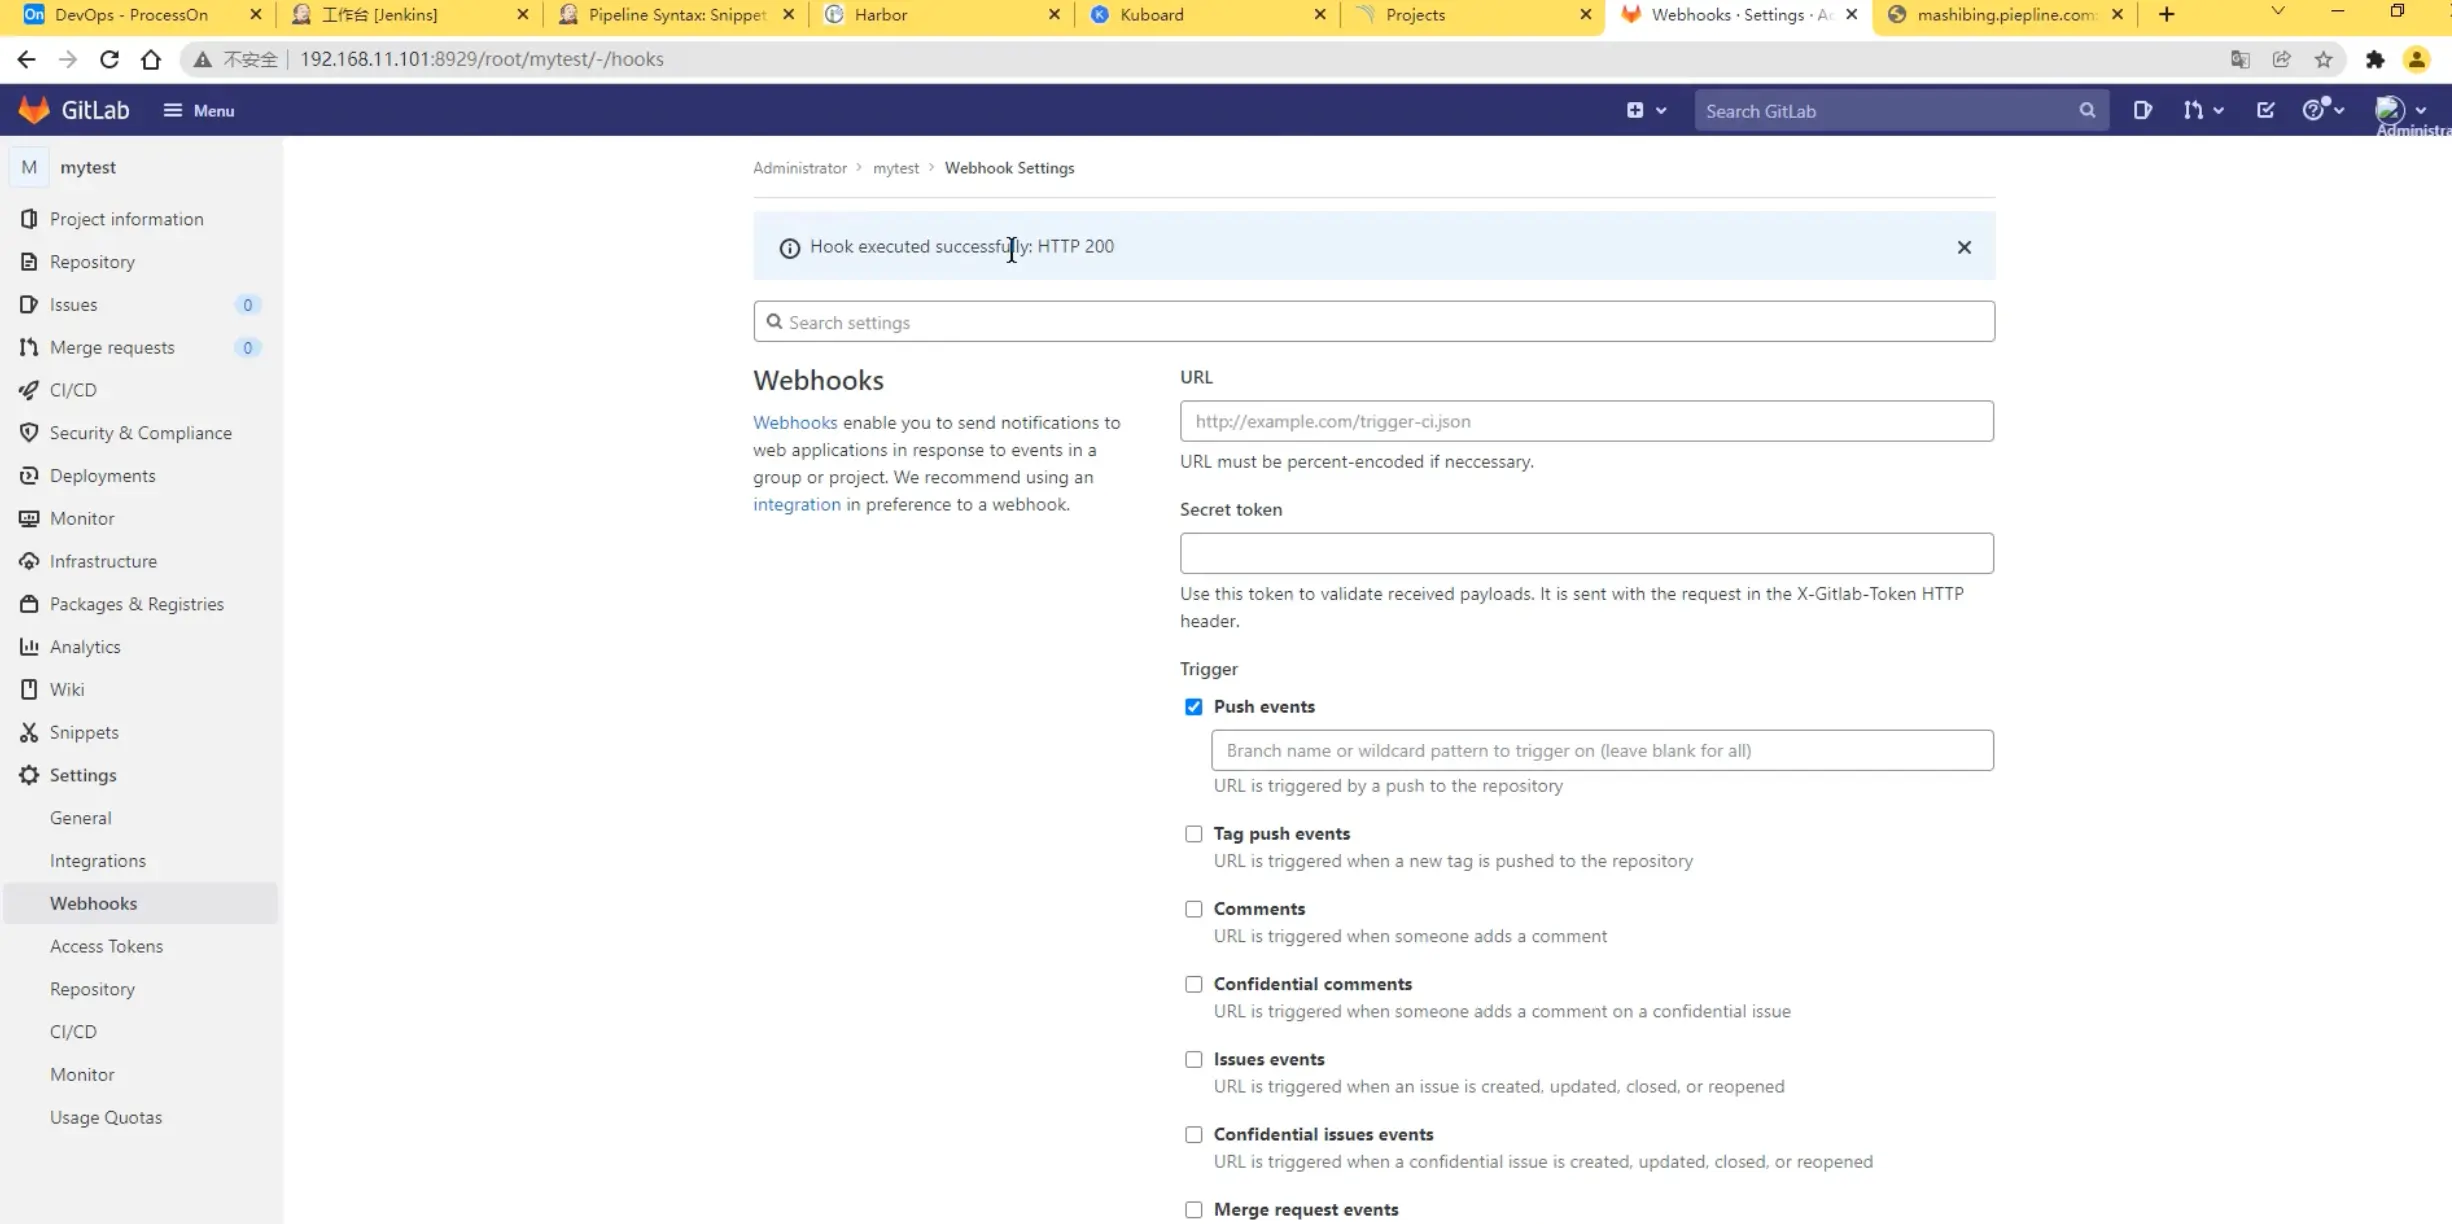 DevOps - ProcessOn
工作台 [Jenkins]
Pipeline Syntax: Snippet
Harbor
Kuboard
Projects
Webhooks · Settings ·
mashibing.piepline.com
不安全
192.168.11.101:8929/root/mytest/-/hooks
GitLab
Menu
Search GitLab
Administra
M mytest
Project information
Repository
Issues 0
Merge requests 0
CI/CD
Security & Compliance
Deployments
Monitor
Infrastructure
Packages & Registries
Analytics
Wiki
Snippets
Settings
General
Integrations
Webhooks
Access Tokens
Repository
CI/CD
Monitor
Usage Quotas
Administrator > mytest > Webhook Settings
Hook executed successfully: HTTP 200
Search settings
Webhooks
Webhooks enable you to send notifications to
web applications in response to events in a
group or project. We recommend using an
integration in preference to a webhook.
URL
http://example.com/trigger-ci.json
URL must be percent-encoded if neccessary.
Secret token
Use this token to validate received payloads. It is sent with the request in the X-Gitlab-Token HTTP
header.
Trigger
Push events
Branch name or wildcard pattern to trigger on (leave blank for all)
URL is triggered by a push to the repository
Tag push events
URL is triggered when a new tag is pushed to the repository
Comments
URL is triggered when someone adds a comment
Confidential comments
URL is triggered when someone adds a comment on a confidential issue
Issues events
URL is triggered when an issue is created, updated, closed, or reopened
Confidential issues events
URL is triggered when a confidential issue is created, updated, closed, or reopened
Merge request events